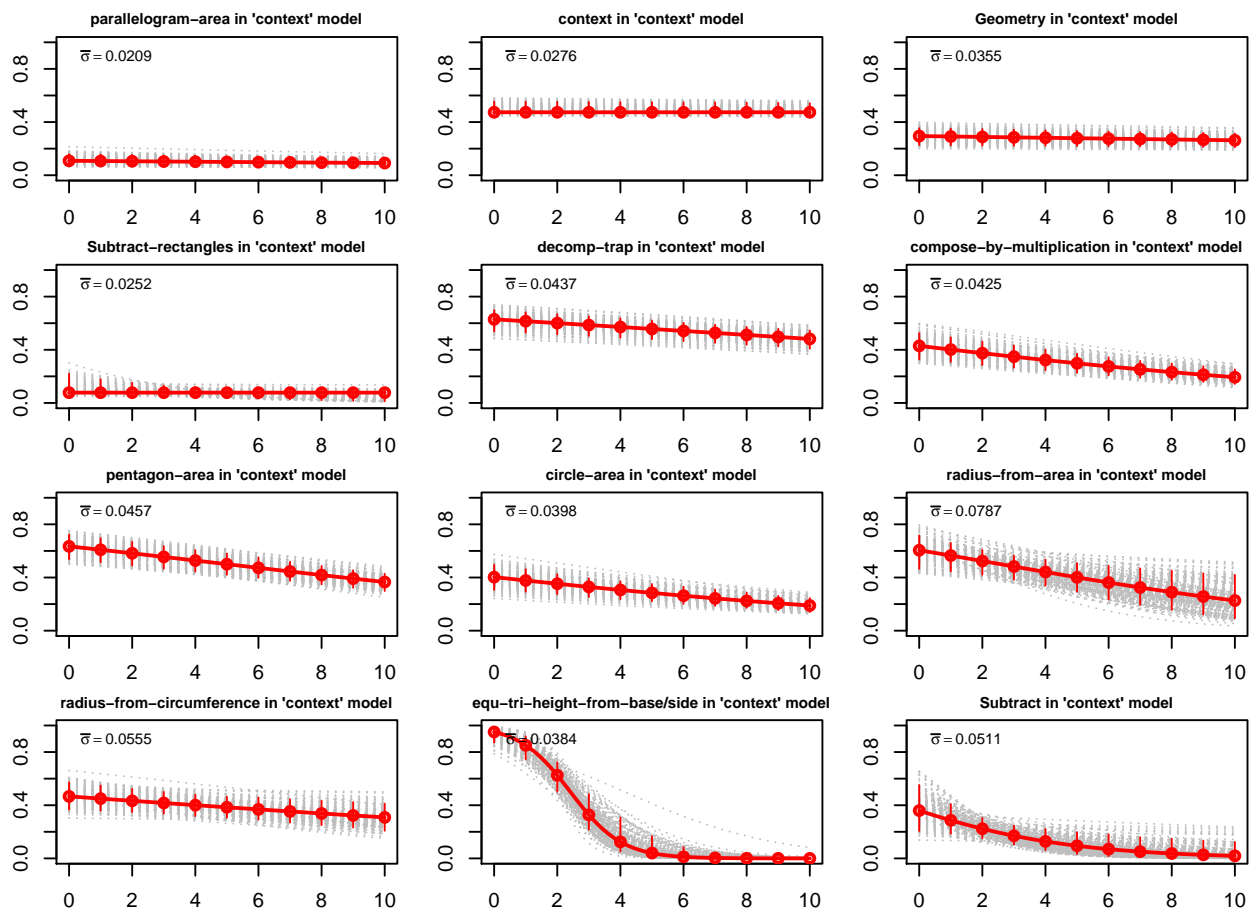 parallelogram−area in 'context' model
σ̅ = 0.0209
0.0 0.4 0.8
0 2 4 6 8 10
context in 'context' model
σ̅ = 0.0276
0.0 0.4 0.8
0 2 4 6 8 10
Geometry in 'context' model
σ̅ = 0.0355
0.0 0.4 0.8
0 2 4 6 8 10
Subtract−rectangles in 'context' model
σ̅ = 0.0252
0.0 0.4 0.8
0 2 4 6 8 10
decomp−trap in 'context' model
σ̅ = 0.0437
0.0 0.4 0.8
0 2 4 6 8 10
compose−by−multiplication in 'context' model
σ̅ = 0.0425
0.0 0.4 0.8
0 2 4 6 8 10
pentagon−area in 'context' model
σ̅ = 0.0457
0.0 0.4 0.8
0 2 4 6 8 10
circle−area in 'context' model
σ̅ = 0.0398
0.0 0.4 0.8
0 2 4 6 8 10
radius−from−area in 'context' model
σ̅ = 0.0787
0.0 0.4 0.8
0 2 4 6 8 10
radius−from−circumference in 'context' model
σ̅ = 0.0555
0.0 0.4 0.8
0 2 4 6 8 10
equ−tri−height−from−base/side in 'context' model
σ̅ = 0.0384
0.0 0.4 0.8
0 2 4 6 8 10
Subtract in 'context' model
σ̅ = 0.0511
0.0 0.4 0.8
0 2 4 6 8 10